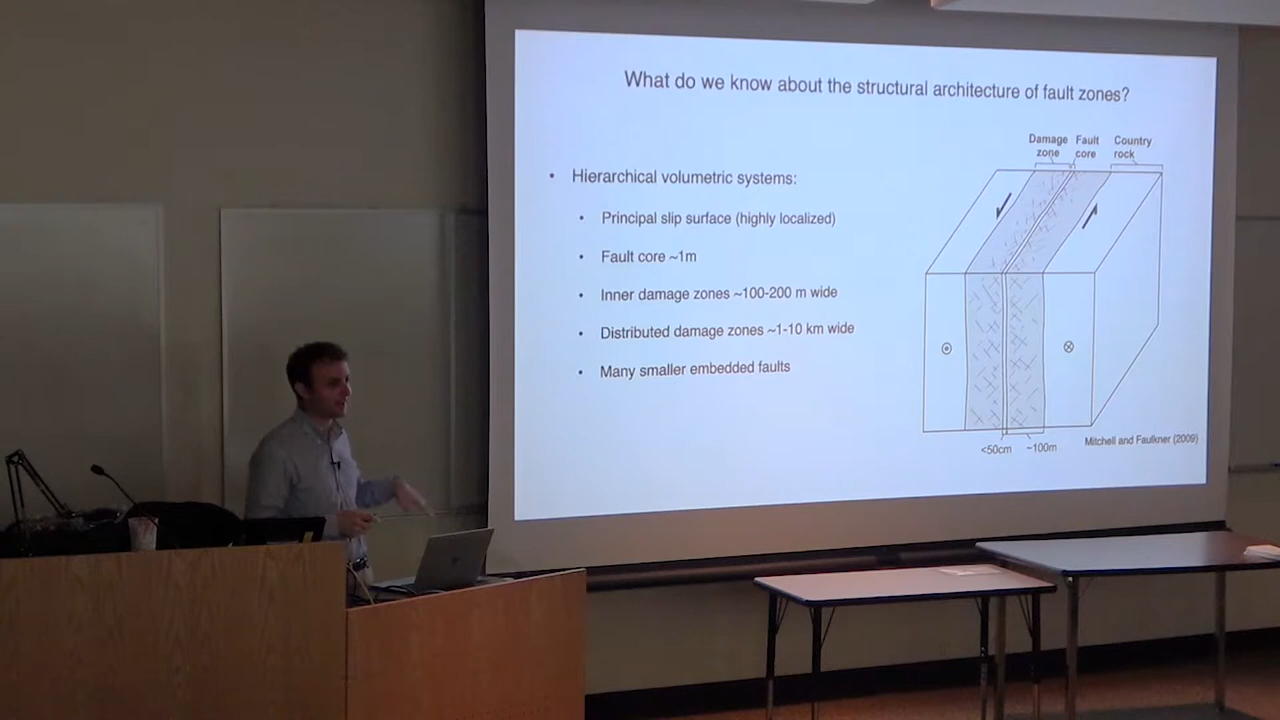 What do we know about the structural architecture of fault zones?
• Hierarchical volumetric systems:
• Principal slip surface (highly localized)
• Fault core ~1m
• Inner damage zones ~100-200 m wide
• Distributed damage zones ~1-10 km wide
• Many smaller embedded faults
Damage Fault Country
zone core rock
<50cm ~100m
Mitchell and Faulkner (2009)